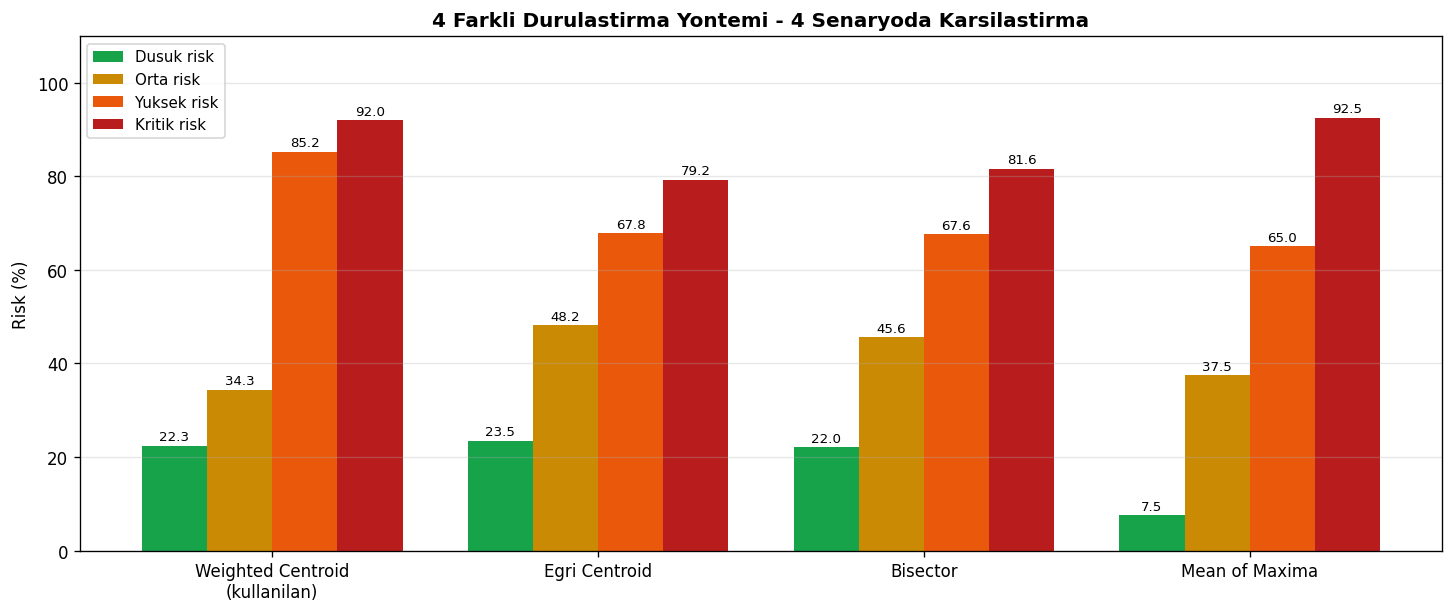 4 Farkli Durulastirma Yontemi - 4 Senaryoda Karsilastirma
Dusuk risk
Orta risk
Yuksek risk
Kritik risk
Risk (%)
100
80
60
40
20
0
22.3
34.3
85.2
92.0
23.5
48.2
67.8
79.2
22.0
45.6
67.6
81.6
7.5
37.5
65.0
92.5
Weighted Centroid
(kullanilan)
Egri Centroid
Bisector
Mean of Maxima